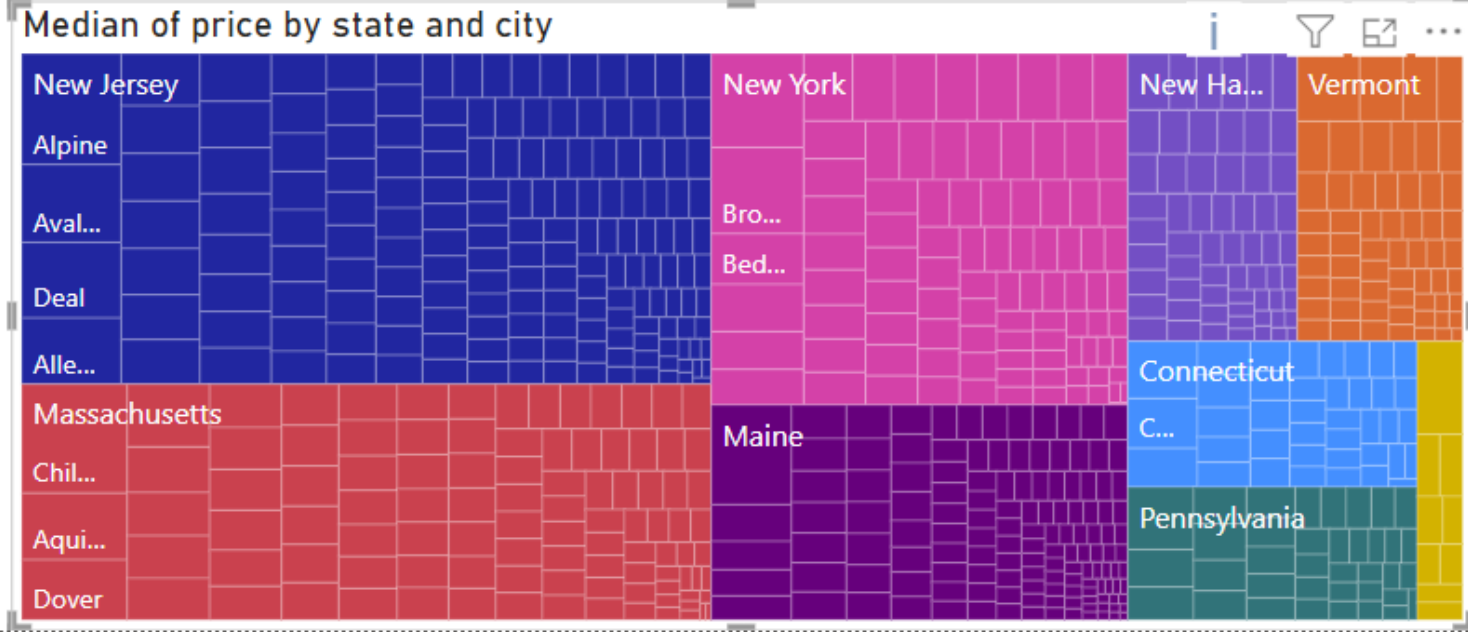 Median of price by state and city
New Jersey
Alpine
Aval...
Deal
Alle...
Massachusetts
Chil...
Aqui...
Dover
New York
Bro...
Bed...
Maine
New Ha...
Vermont
Connecticut
C...
Pennsylvania